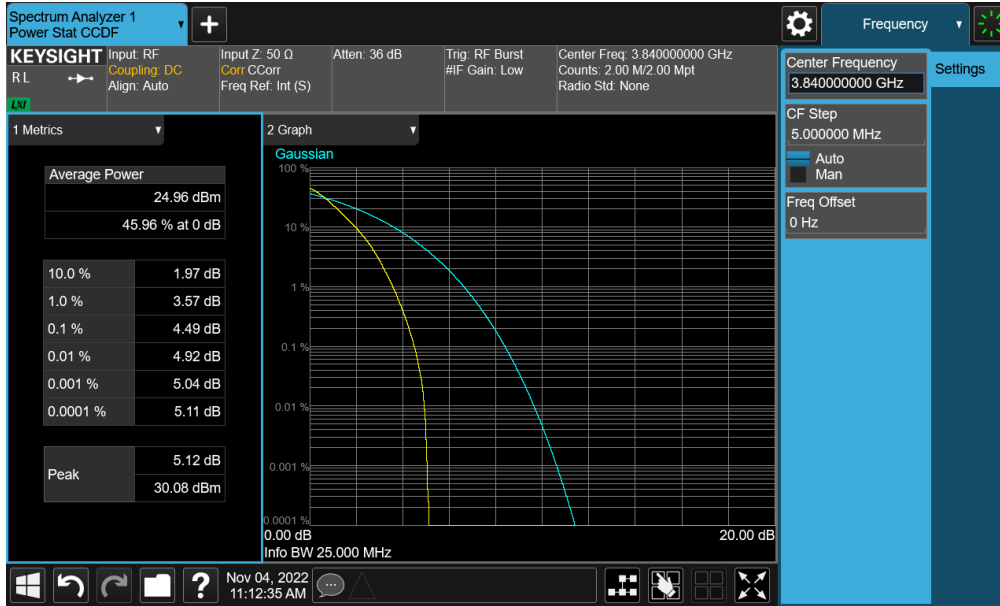 Spectrum Analyzer 1
Power Stat CCDF
+
Frequency
KEYSIGHT
R L
LXI
Input: RF
Coupling: DC
Align: Auto
Input Z: 50 Ω
Corr CCorr
Freq Ref: Int (S)
Atten: 36 dB
Trig: RF Burst
#IF Gain: Low
Center Freq: 3.840000000 GHz
Counts: 2.00 M/2.00 Mpt
Radio Std: None
Center Frequency
3.840000000 GHz
Settings
CF Step
5.000000 MHz
Auto
Man
Freq Offset
0 Hz
1 Metrics
Average Power
24.96 dBm
45.96 % at 0 dB
10.0 % 1.97 dB
1.0 % 3.57 dB
0.1 % 4.49 dB
0.01 % 4.92 dB
0.001 % 5.04 dB
0.0001 % 5.11 dB
Peak
5.12 dB
30.08 dBm
2 Graph
Gaussian
100 %
10 %
1 %
0.1 %
0.01 %
0.001 %
0.0001 %
0.00 dB 20.00 dB
Info BW 25.000 MHz
?
Nov 04, 2022
11:12:35 AM